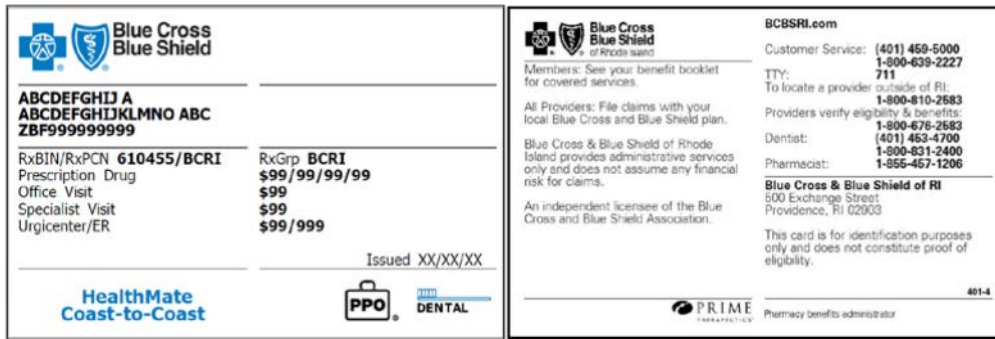 Blue Cross
Blue Shield
ABCDEFGHIJ A
ABCDEFGHIJKLMNO ABC
ZBF999999999
RxBIN/RxPCN 610455/BCRI
RxGrp BCRI
Prescription Drug $99/99/99/99
Office Visit $99
Specialist Visit $99
Urgicenter/ER $99/999
Issued XX/XX/XX
HealthMate
Coast-to-Coast
PPO
DENTAL
Blue Cross
Blue Shield
of Rhode Island
Members: See your benefit booklet
for covered services.
All Providers: File claims with your
local Blue Cross and Blue Shield plan.
Blue Cross & Blue Shield of Rhode
Island provides administrative services
only and does not assume any financial
risk for claims.
An independent licensee of the Blue
Cross and Blue Shield Association.
PRIME
THERAPEUTICS
BCBSRI.com
Customer Service: (401) 459-5000
1-800-639-2227
TTY: 711
To locate a provider outside of RI:
1-800-810-2583
Providers verify eligibility & benefits:
1-800-676-2583
Dentist: (401) 453-4700
1-800-831-2400
Pharmacist: 1-855-457-1206
Blue Cross & Blue Shield of RI
500 Exchange Street
Providence, RI 02903
This card is for identification purposes
only and does not constitute proof of
eligibility.
401-4
Pharmacy benefits administrator